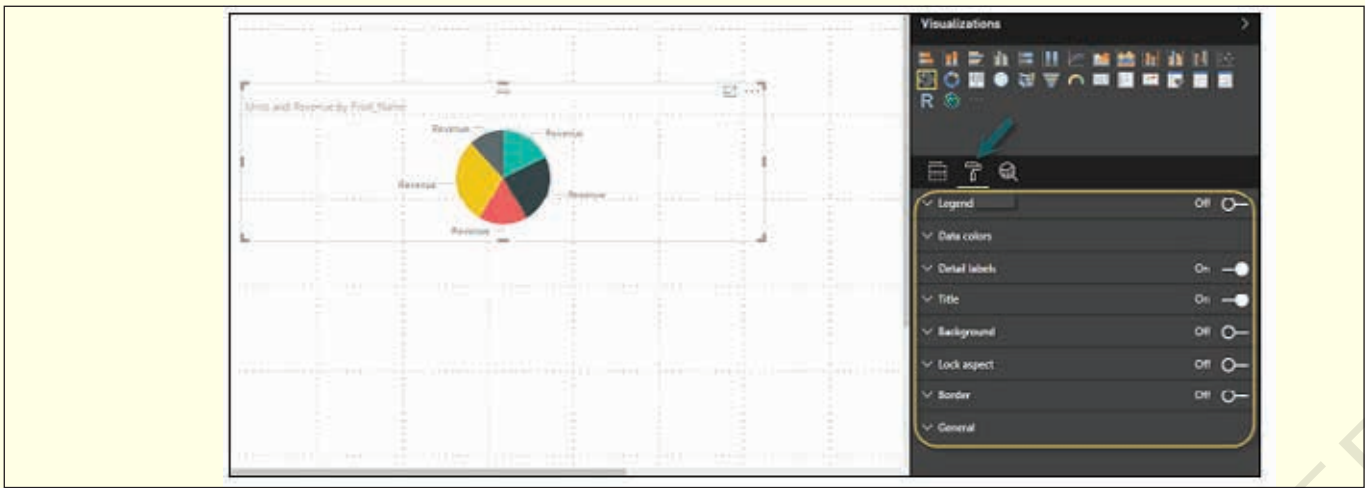 Visualizations
Units and Revenue by Prod_Name
Revenue
Revenue
Revenue
Revenue
Revenue
R
Legend Off
Data colors
Detail labels On
Title On
Background Off
Lock aspect Off
Border Off
General